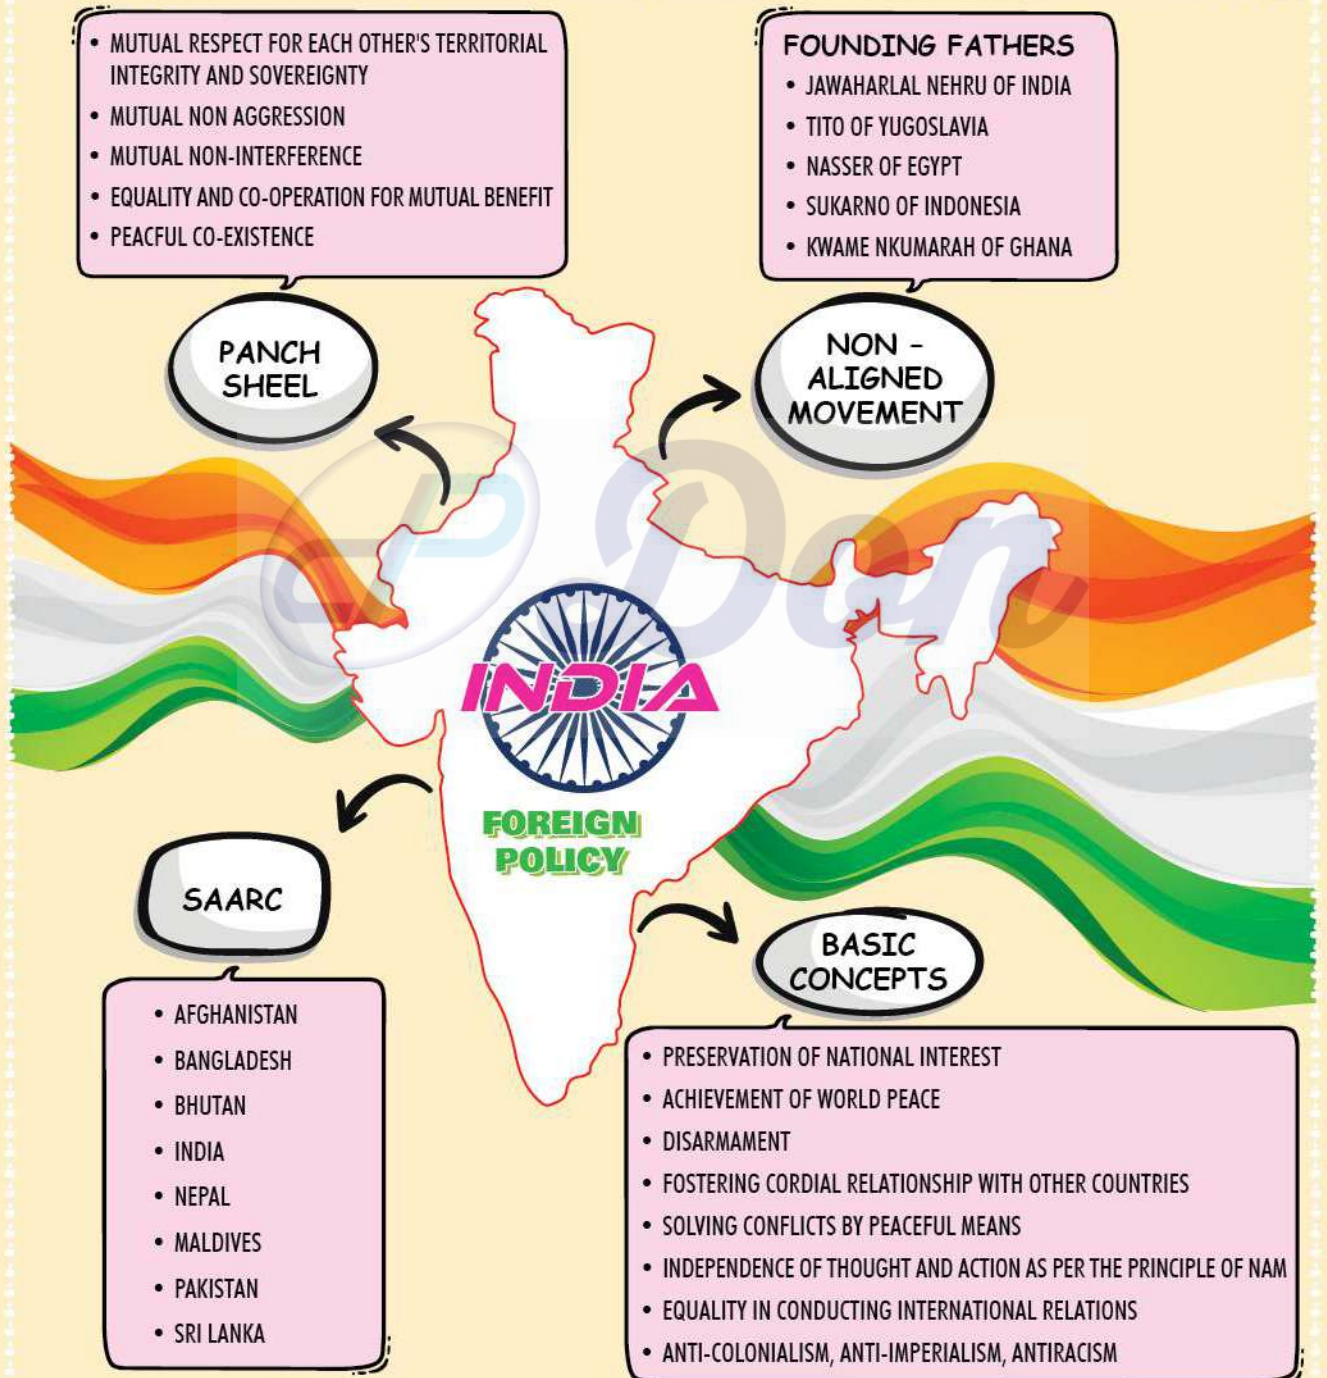 • MUTUAL RESPECT FOR EACH OTHER'S TERRITORIAL
INTEGRITY AND SOVEREIGNTY
• MUTUAL NON AGGRESSION
• MUTUAL NON-INTERFERENCE
• EQUALITY AND CO-OPERATION FOR MUTUAL BENEFIT
• PEACFUL CO-EXISTENCE
PANCH
SHEEL
FOUNDING FATHERS
• JAWAHARLAL NEHRU OF INDIA
• TITO OF YUGOSLAVIA
• NASSER OF EGYPT
• SUKARNO OF INDONESIA
• KWAME NKUMARAH OF GHANA
NON -
ALIGNED
MOVEMENT
Don
INDIA
FOREIGN
POLICY
SAARC
• AFGHANISTAN
• BANGLADESH
• BHUTAN
• INDIA
• NEPAL
• MALDIVES
• PAKISTAN
• SRI LANKA
BASIC
CONCEPTS
• PRESERVATION OF NATIONAL INTEREST
• ACHIEVEMENT OF WORLD PEACE
• DISARMAMENT
• FOSTERING CORDIAL RELATIONSHIP WITH OTHER COUNTRIES
• SOLVING CONFLICTS BY PEACEFUL MEANS
• INDEPENDENCE OF THOUGHT AND ACTION AS PER THE PRINCIPLE OF NAM
• EQUALITY IN CONDUCTING INTERNATIONAL RELATIONS
• ANTI-COLONIALISM, ANTI-IMPERIALISM, ANTIRACISM